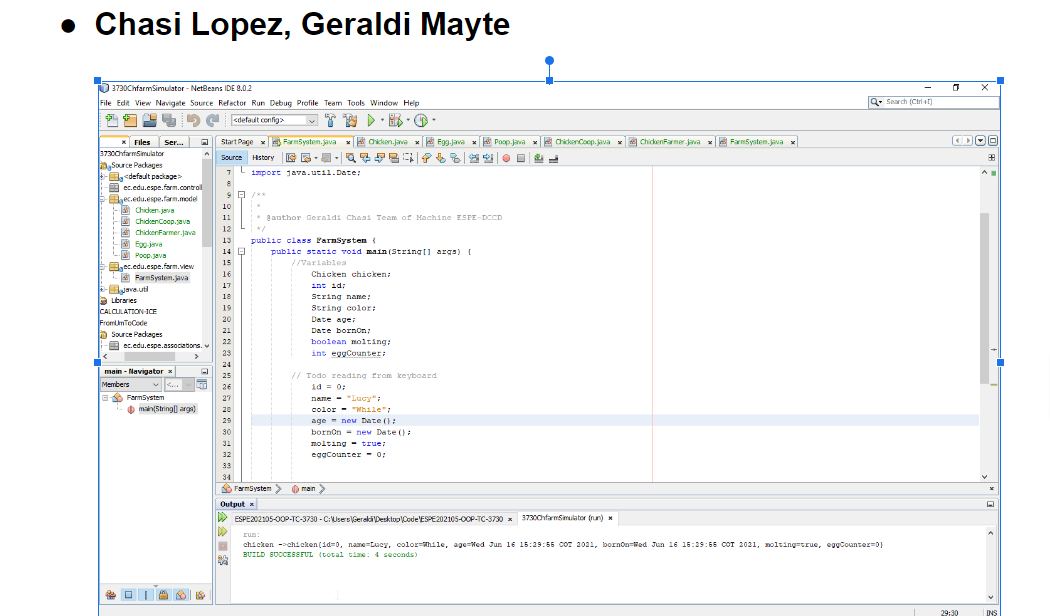 ● Chasi Lopez, Geraldi Mayte
3730ChfarmSimulator - NetBeans IDE 8.0.2
File Edit View Navigate Source Refactor Run Debug Profile Team Tools Window Help
Search (Ctrl+I)
<default config>
Files Ser...
Start Page FarmSystem.java Chicken.java Egg.java Poop.java ChickenCoop.java ChickenFarmer.java FarmSystem.java
Source History
3730ChfarmSimulator
Source Packages
<default package>
ec.edu.espe.farm.controll
ec.edu.espe.farm.model
Chicken.java
ChickenCoop.java
ChickenFarmer.java
Egg.java
Poop.java
ec.edu.espe.farm.view
FarmSystem.java
java.util
Libraries
CALCULATION-ICE
FromUmToCode
Source Packages
ec.edu.espe.associations.
7 import java.util.Date;
8
9 /**
10 *
11 * @author Geraldi Chasi Team of Machine ESPE-DCCD
12 */
13 public class FarmSystem {
14 public static void main(String[] args) {
15 //Variables
16 Chicken chicken;
17 int id;
18 String name;
19 String color;
20 Date age;
21 Date bornOn;
22 boolean molting;
23 int eggCounter;
24
25 // Todo reading from keyboard
26 id = 0;
27 name = "Lucy";
28 color = "While";
29 age = new Date();
30 bornOn = new Date();
31 molting = true;
32 eggCounter = 0;
33
34
main - Navigator
Members <...
FarmSystem
main(String[] args)
FarmSystem main
Output
ESPE202105-OOP-TC-3730 - C:\Users\Geraldi\Desktop\Code\ESPE202105-OOP-TC-3730 3730ChfarmSimulator (run)
run:
chicken ->chicken{id=0, name=Lucy, color=While, age=Wed Jun 16 15:29:55 COT 2021, bornOn=Wed Jun 16 15:29:55 COT 2021, molting=true, eggCounter=0}
BUILD SUCCESSFUL (total time: 4 seconds)
29:30 INS